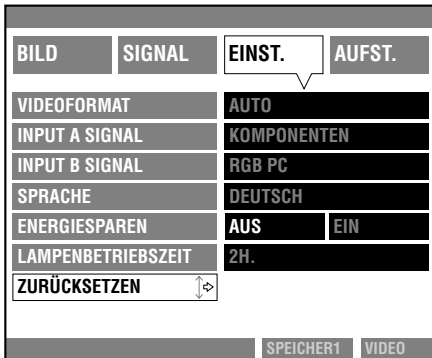 BILD SIGNAL EINST. AUFST.
VIDEOFORMAT AUTO
INPUT A SIGNAL KOMPONENTEN
INPUT B SIGNAL RGB PC
SPRACHE DEUTSCH
ENERGIESPAREN AUS EIN
LAMPENBETRIEBSZEIT 2H.
ZURÜCKSETZEN
SPEICHER1 VIDEO